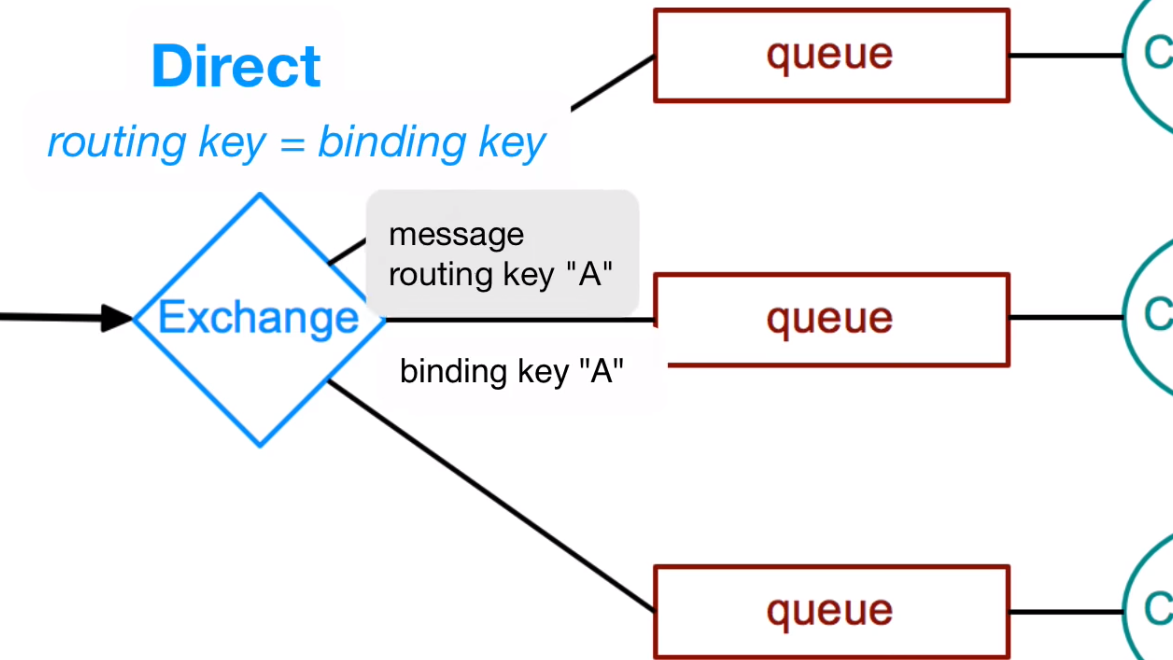 Direct
routing key = binding key
queue
message
routing key "A"
Exchange
queue
binding key "A"
queue
C
C
C